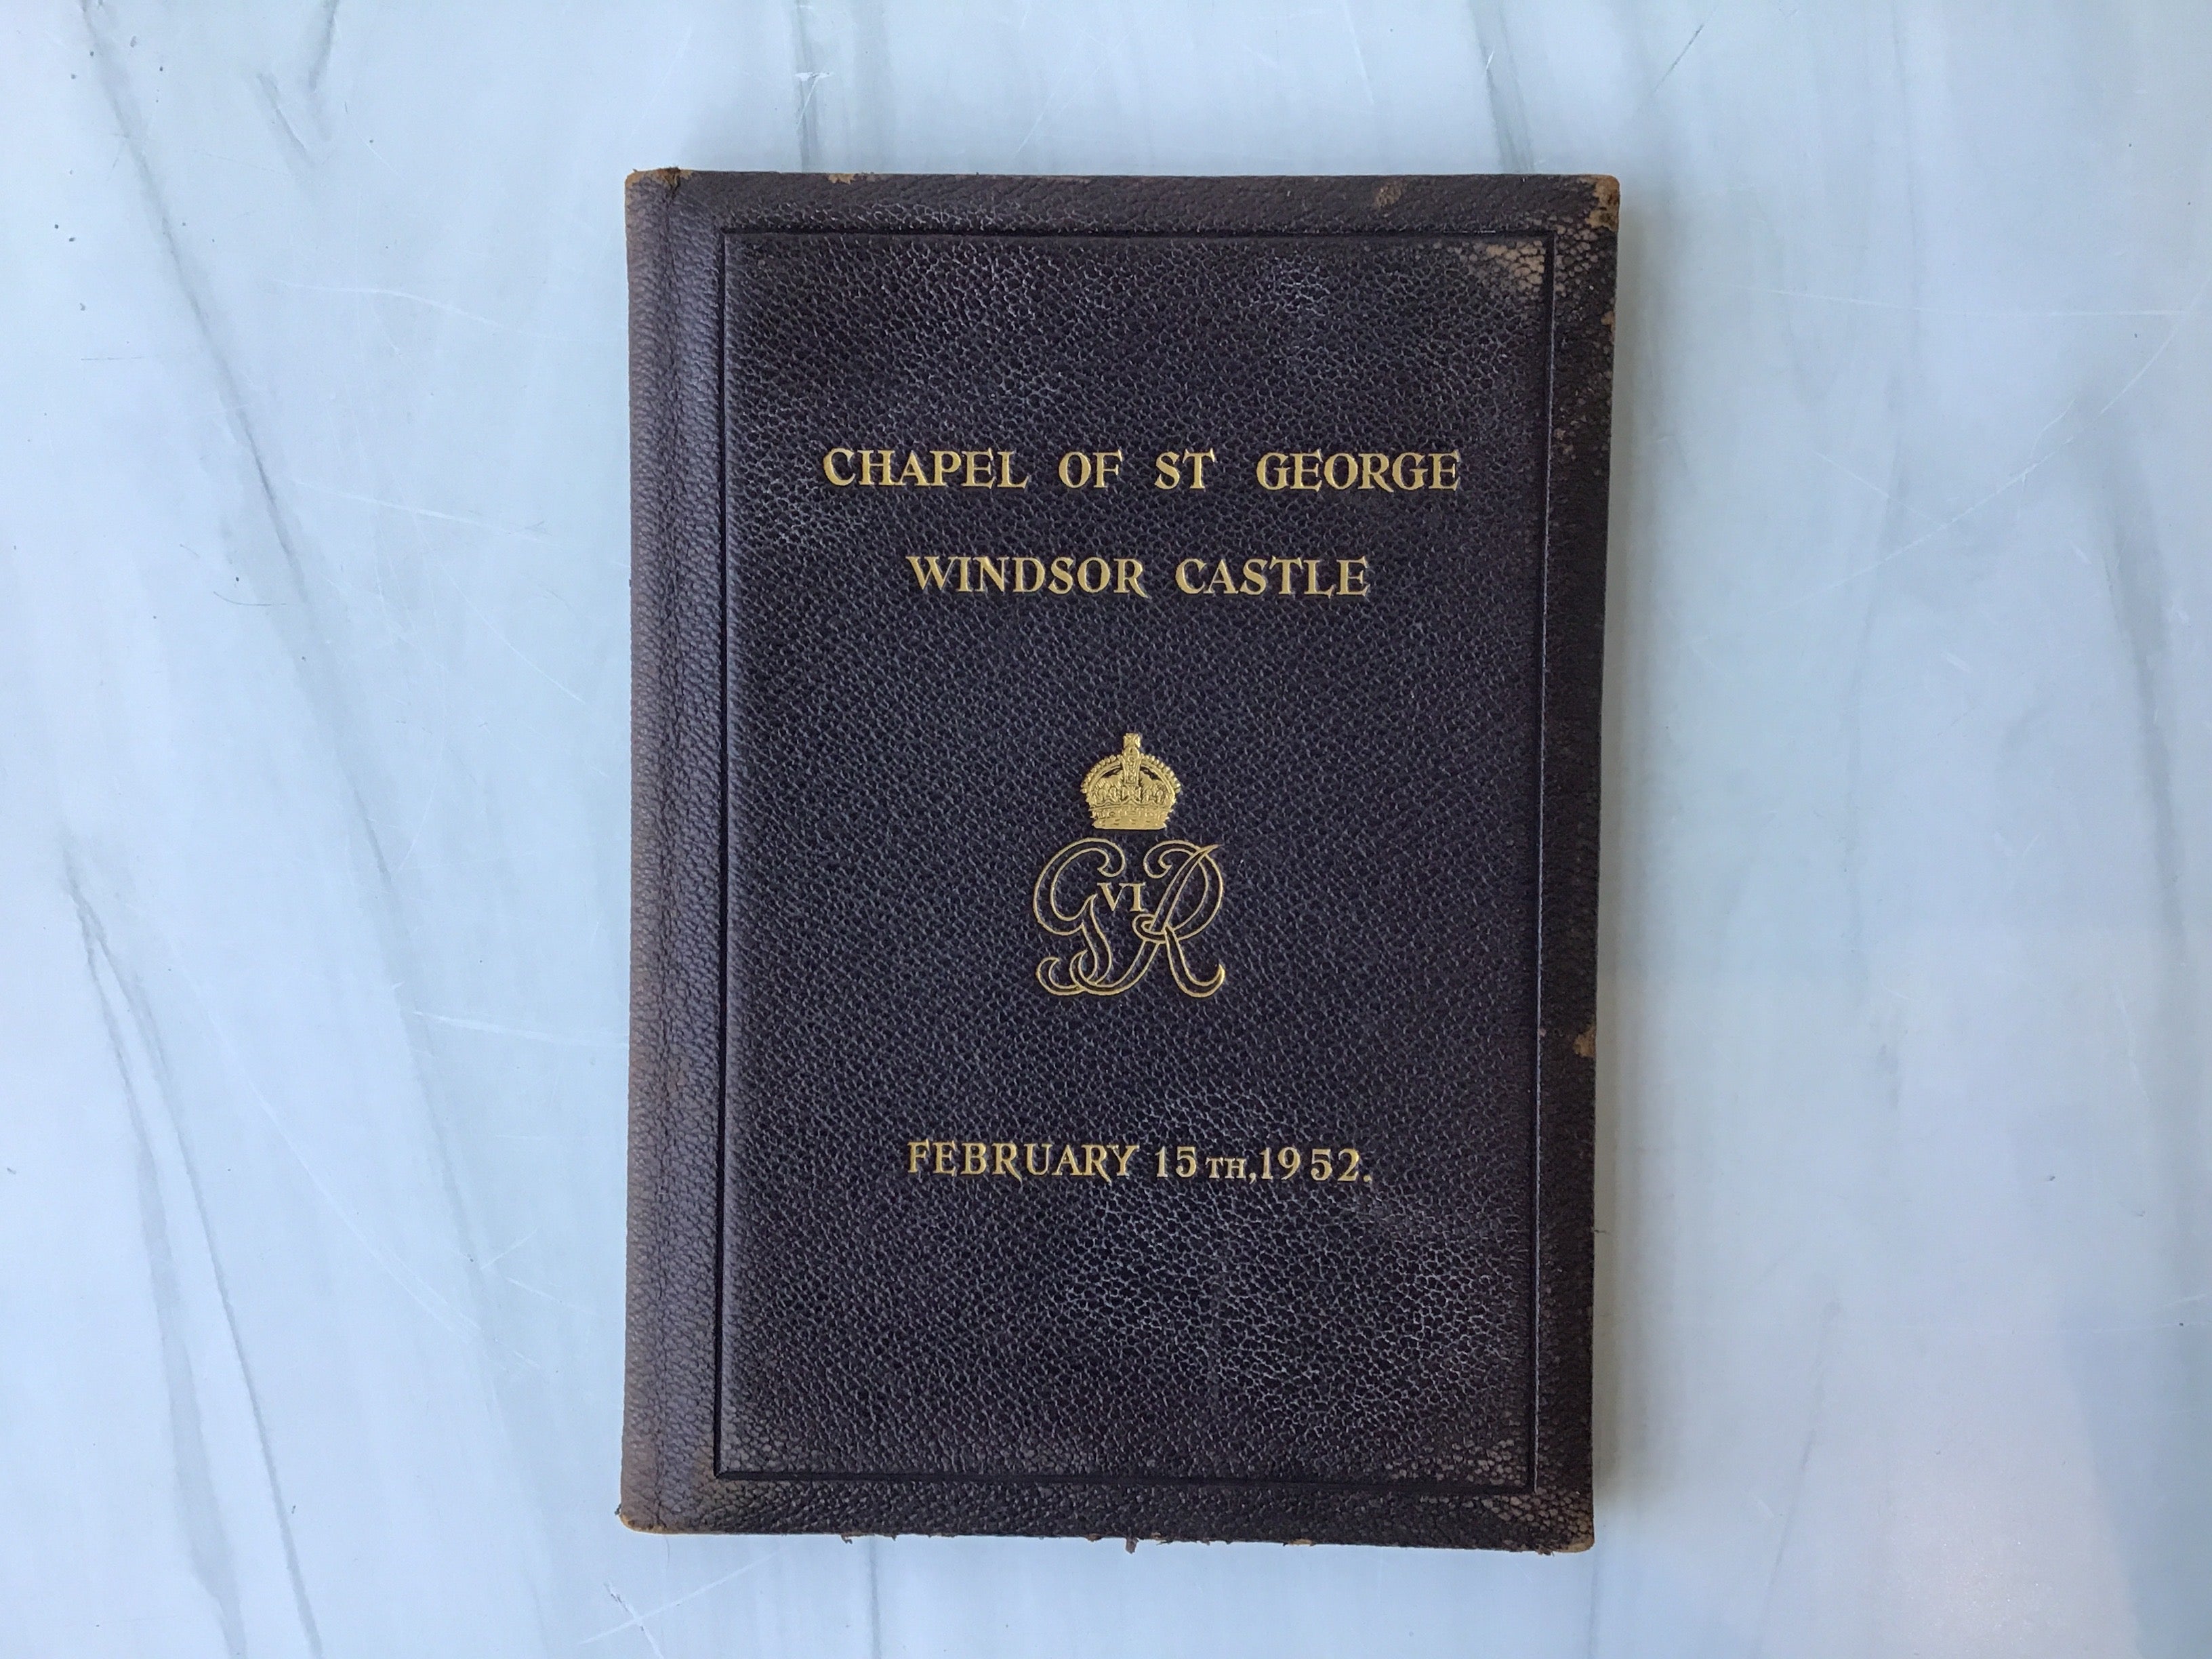 CHAPEL OF ST GEORGE
WINDSOR CASTLE
GVIR
FEBRUARY 15TH, 1952.